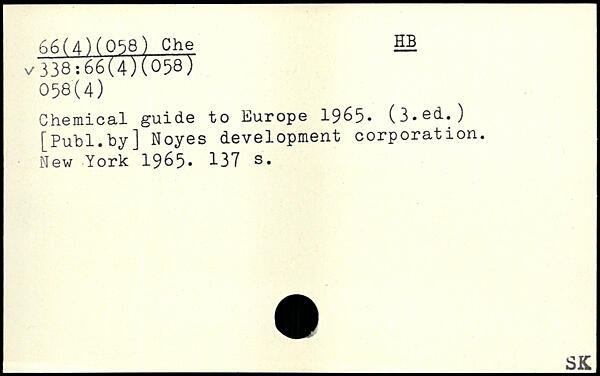 66(4)(058) Che HB
✓338:66(4)(058)
058(4)
Chemical guide to Europe 1965. (3.ed.)
[Publ.by] Noyes development corporation.
New York 1965. 137 s.
SK